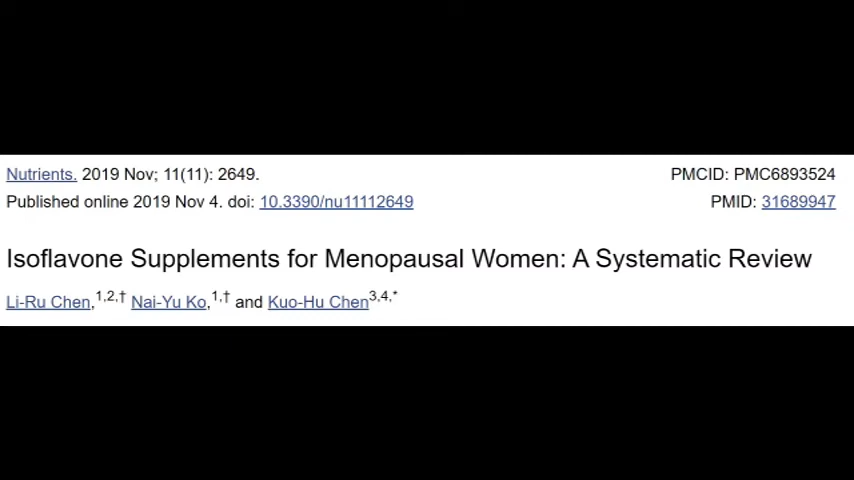 Nutrients. 2019 Nov; 11(11): 2649. PMCID: PMC6893524
Published online 2019 Nov 4. doi: 10.3390/nu11112649 PMID: 31689947
Isoflavone Supplements for Menopausal Women: A Systematic Review
Li-Ru Chen,1,2,† Nai-Yu Ko,1,† and Kuo-Hu Chen3,4,*